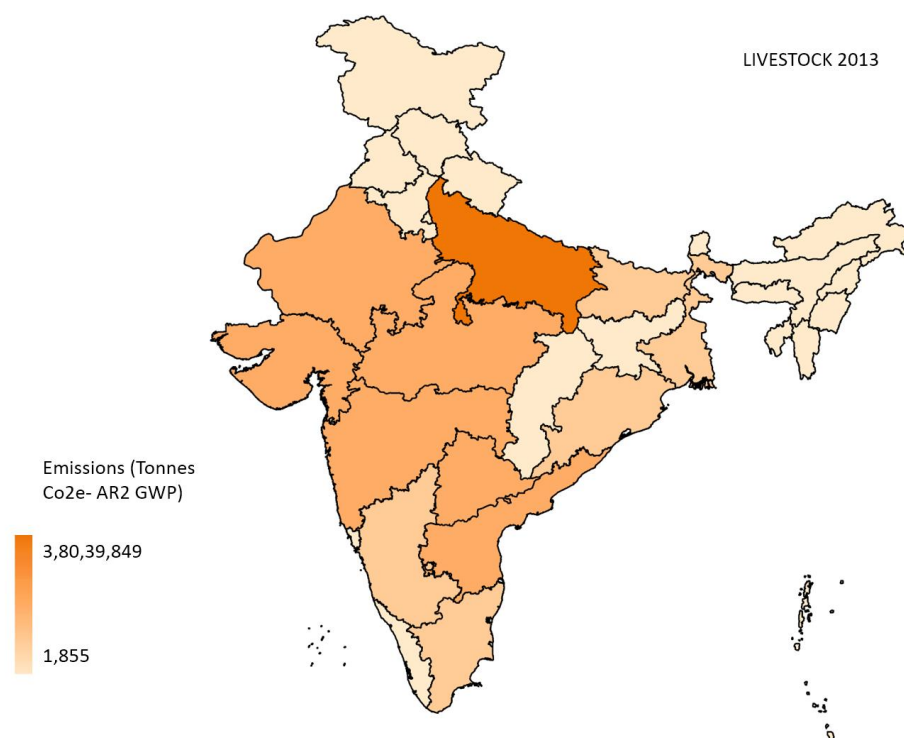 LIVESTOCK 2013
Emissions (Tonnes
Co2e- AR2 GWP)
3,80,39,849
1,855